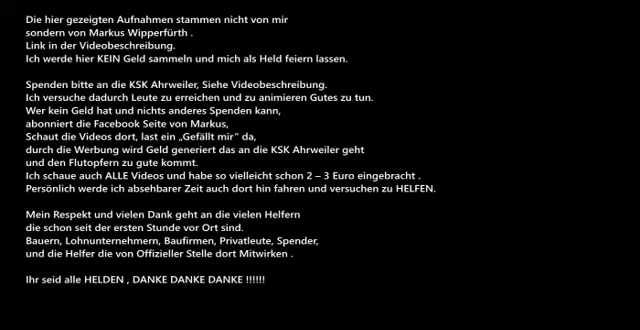 Die hier gezeigten Aufnahmen stammen nicht von mir
sondern von Markus Wipperfürth .
Link in der Videobeschreibung.
Ich werde hier KEIN Geld sammeln und mich als Held feiern lassen.
Spenden bitte an die KSK Ahrweiler, Siehe Videobeschreibung.
Ich versuche dadurch Leute zu erreichen und zu animieren Gutes zu tun.
Wer kein Geld hat und nichts anderes Spenden kann,
abonniert die Facebook Seite von Markus,
Schaut die Videos dort, last ein „Gefällt mir“ da,
durch die Werbung wird Geld generiert das an die KSK Ahrweiler geht
und den Flutopfern zu gute kommt.
Ich schaue auch ALLE Videos und habe so vielleicht schon 2 – 3 Euro eingebracht .
Persönlich werde ich absehbarer Zeit auch dort hin fahren und versuchen zu HELFEN.
Mein Respekt und vielen Dank geht an die vielen Helfern
die schon seit der ersten Stunde vor Ort sind.
Bauern, Lohnunternehmern, Baufirmen, Privatleute, Spender,
und die Helfer die von Offizieller Stelle dort Mitwirken .
Ihr seid alle HELDEN , DANKE DANKE DANKE !!!!!!